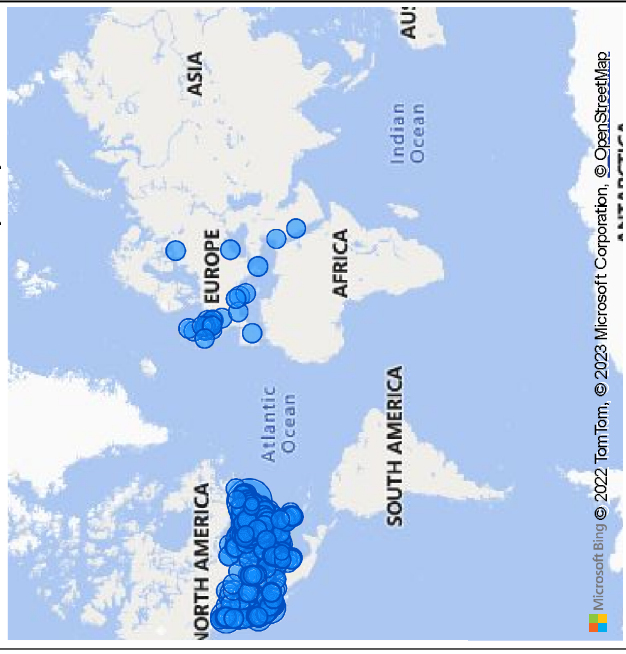 NORTH AMERICA
EUROPE
ASIA
Atlantic
Ocean
AFRICA
SOUTH AMERICA
Indian
Ocean
AUS
ANTARCTICA
Microsoft Bing © 2022 TomTom, © 2023 Microsoft Corporation, © OpenStreetMap